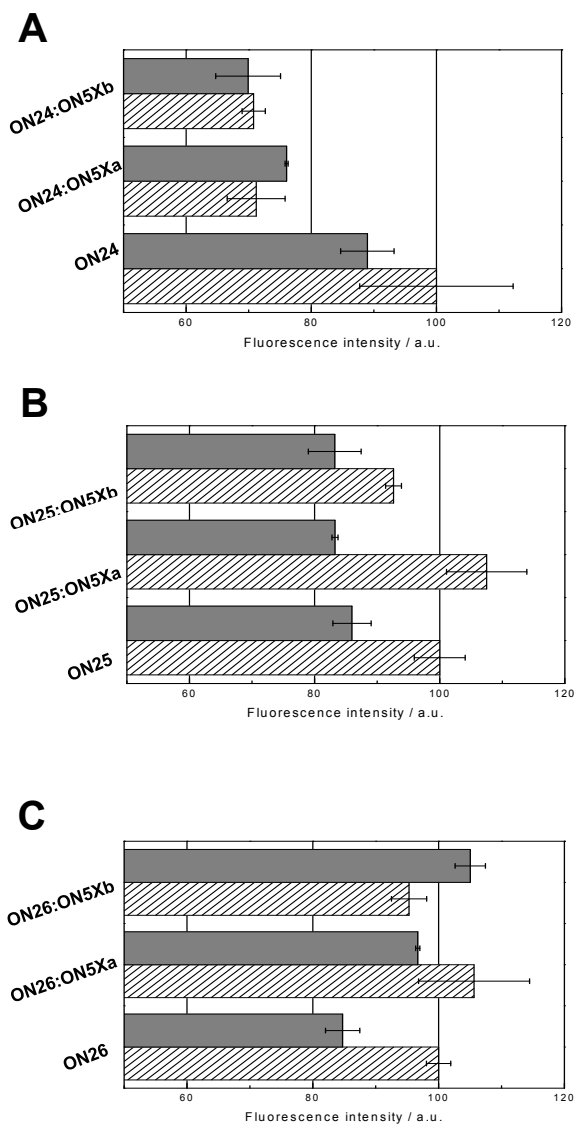 A
ON24:ON5Xb
ON24:ON5Xa
ON24
60 80 100 120
Fluorescence intensity / a.u.
B
ON25:ON5Xb
ON25:ON5Xa
ON25
60 80 100 120
Fluorescence intensity / a.u.
C
ON26:ON5Xb
ON26:ON5Xa
ON26
60 80 100 120
Fluorescence intensity / a.u.